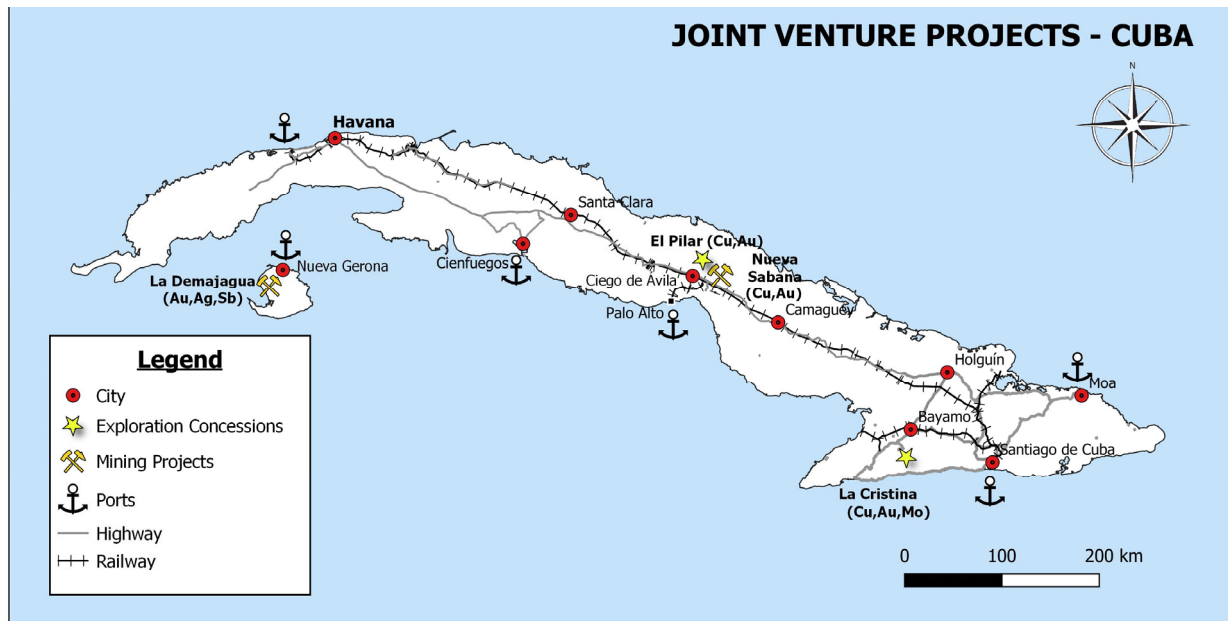 JOINT VENTURE PROJECTS - CUBA
N
Havana
Santa Clara
El Pilar (Cu,Au)
Nueva
Sabana
(Cu,Au)
Cienfuegos
Nueva Gerona
La Demajagua
(Au,Ag,Sb)
Ciego de Avila
Palo Alto
Camaguey
Holguín
Moa
Bayamo
Santiago de Cuba
La Cristina
(Cu,Au,Mo)
Legend
City
Exploration Concessions
Mining Projects
Ports
Highway
Railway
0 100 200 km